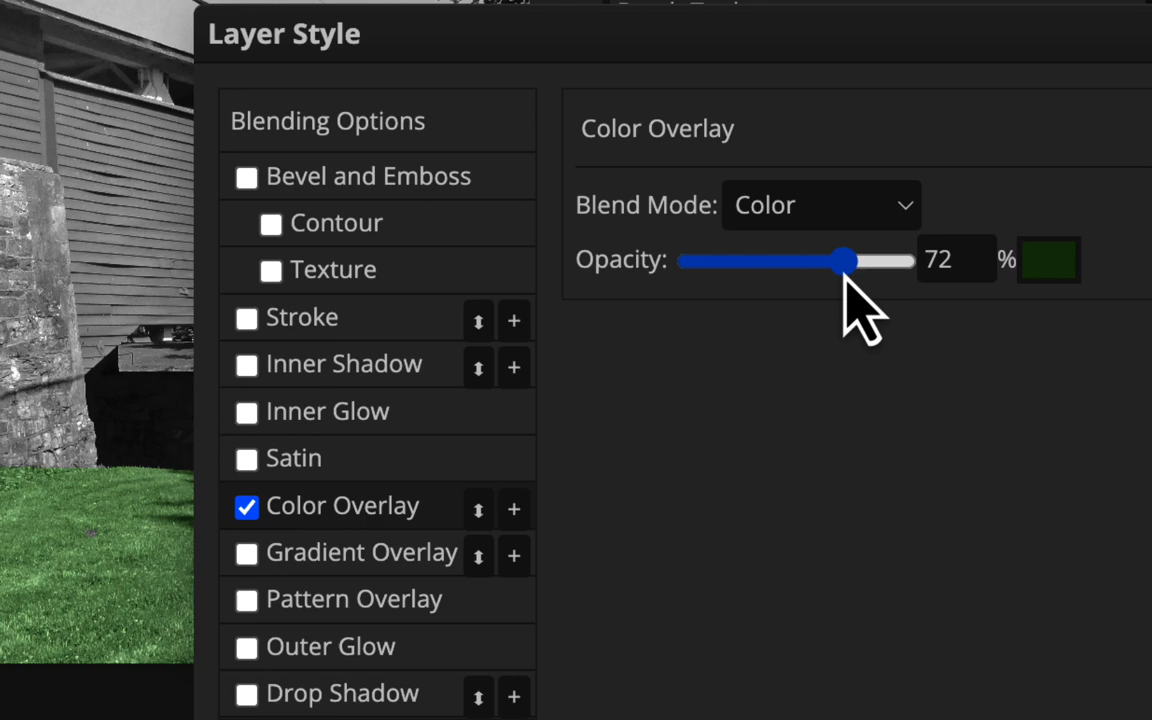 Layer Style
Blending Options
Bevel and Emboss
Contour
Texture
Stroke
Inner Shadow
Inner Glow
Satin
Color Overlay
Gradient Overlay
Pattern Overlay
Outer Glow
Drop Shadow
Color Overlay
Blend Mode: Color
Opacity: 72 %